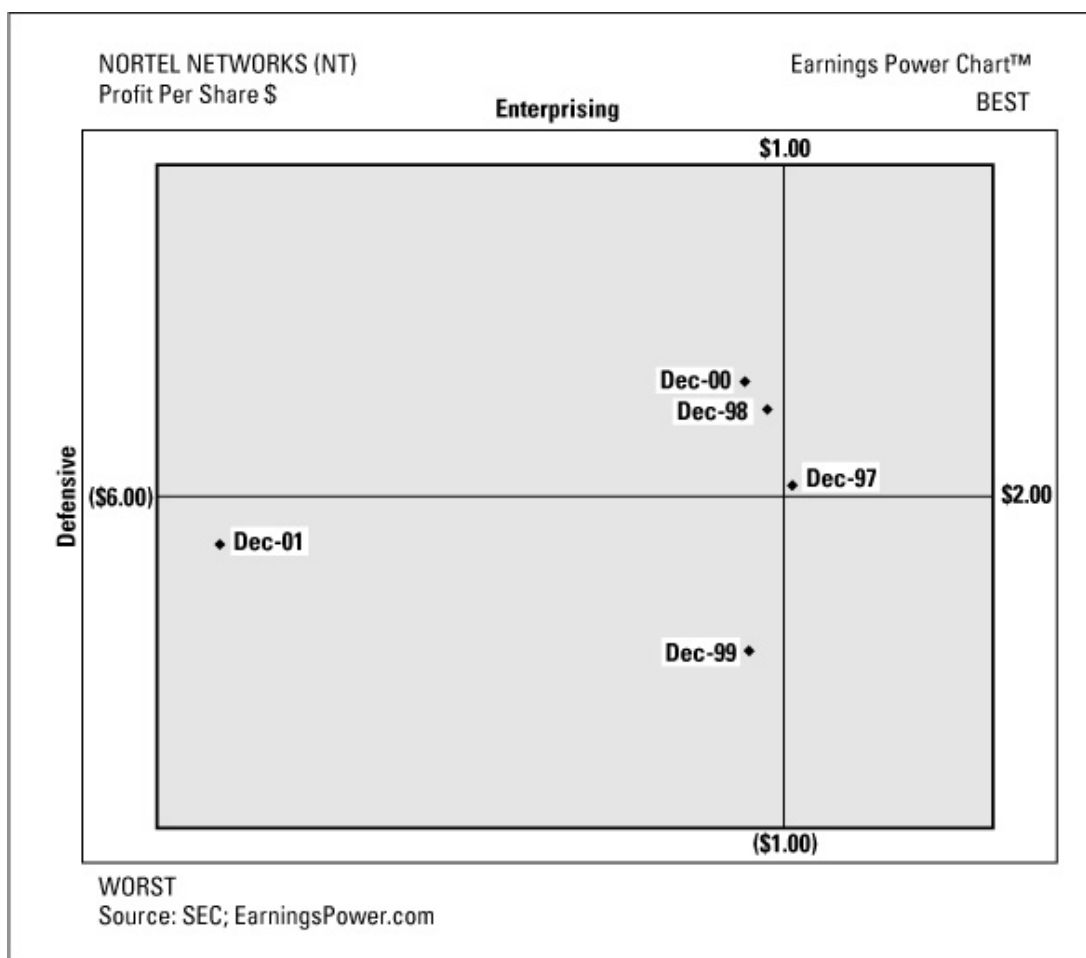 NORTEL NETWORKS (NT)
Profit Per Share $
Earnings Power Chart™
BEST
Enterprising
$1.00
Dec-00
Dec-98
Dec-97
Defensive
($6.00)
$2.00
Dec-01
Dec-99
($1.00)
WORST
Source: SEC; EarningsPower.com